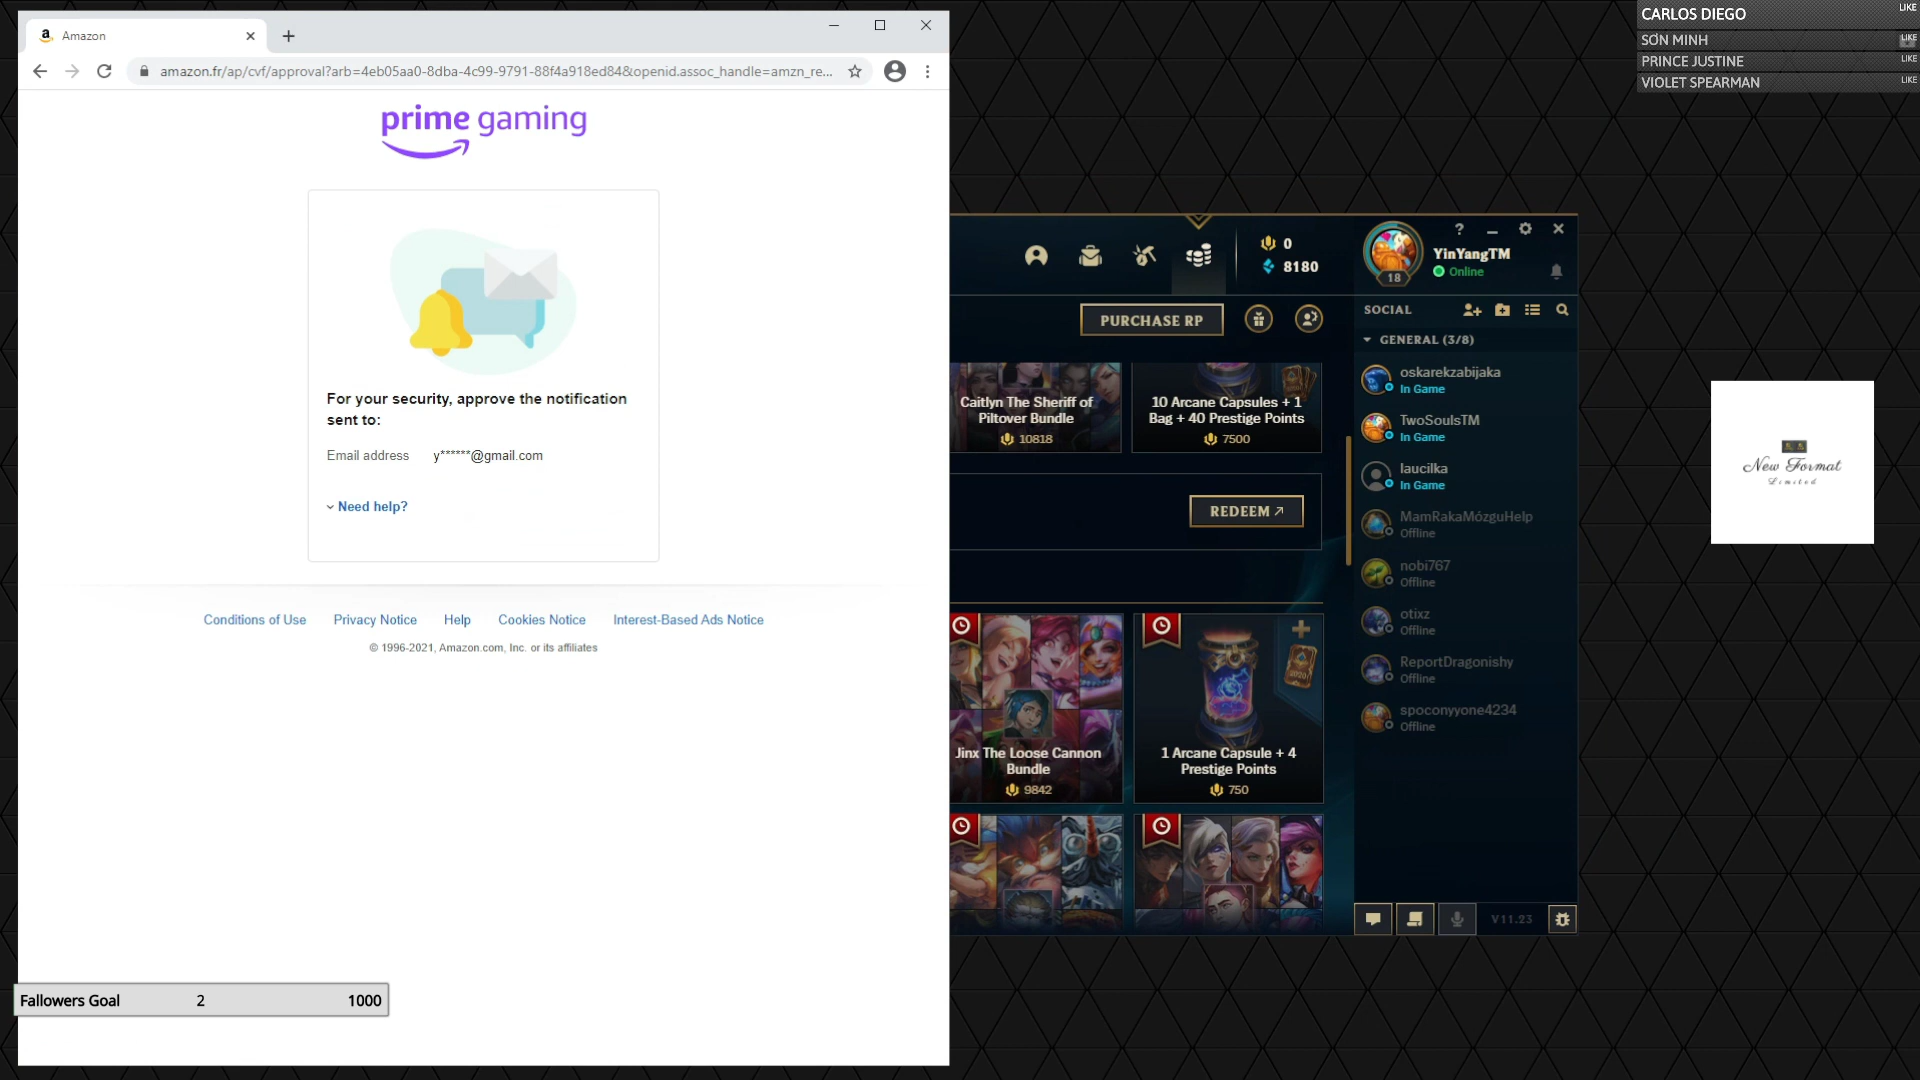 Amazon
amazon.fr/ap/cvf/approval?arb=4eb05aa0-8dba-4c99-9791-88f4a918ed84&openid.assoc_handle=amzn_re...
prime gaming
For your security, approve the notification
sent to:
Email address y******@gmail.com
Need help?
Conditions of Use Privacy Notice Help Cookies Notice Interest-Based Ads Notice
© 1996-2021, Amazon.com, Inc. or its affiliates
Fallowers Goal 2 1000
0
8180
PURCHASE RP
Caitlyn The Sheriff of
Piltover Bundle
10818
10 Arcane Capsules + 1
Bag + 40 Prestige Points
7500
REDEEM
Jinx The Loose Cannon
Bundle
9842
1 Arcane Capsule + 4
Prestige Points
750
18
YinYangTM
Online
SOCIAL
GENERAL (3/8)
oskarekzabijaka
In Game
TwoSoulsTM
In Game
laucilka
In Game
MamRakaMózguHelp
Offline
nobi767
Offline
otixz
Offline
ReportDragonishy
Offline
spoconyyone4234
Offline
V11.23
CARLOS DIEGO LIKE
SƠN MINH LIKE
PRINCE JUSTINE LIKE
VIOLET SPEARMAN LIKE
New Format
Limited